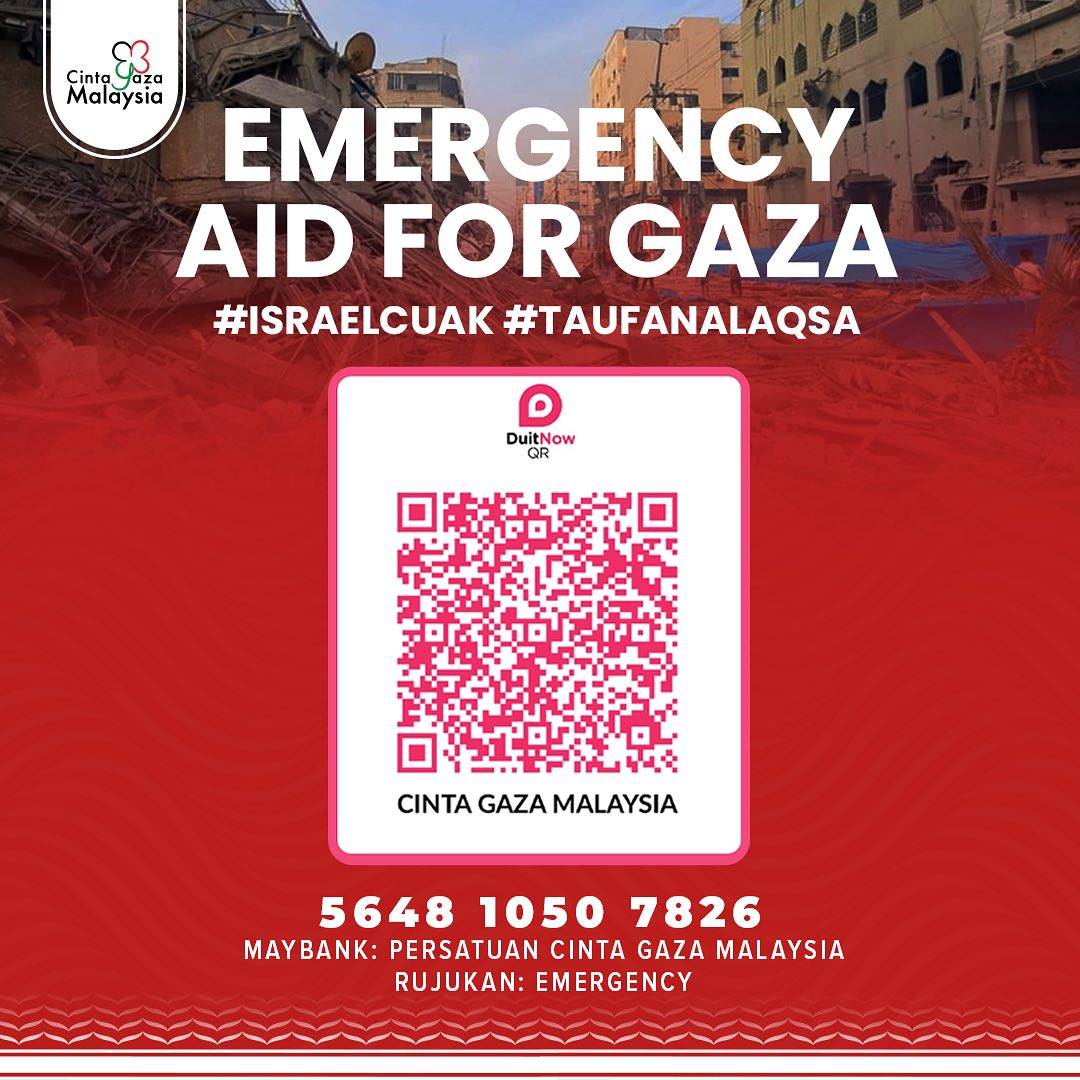 Cinta Gaza
Malaysia
EMERGENCY
AID FOR GAZA
#ISRAELCUAK #TAUFANALAQSA
DuitNow
QR
CINTA GAZA MALAYSIA
5648 1050 7826
MAYBANK: PERSATUAN CINTA GAZA MALAYSIA
RUJUKAN: EMERGENCY